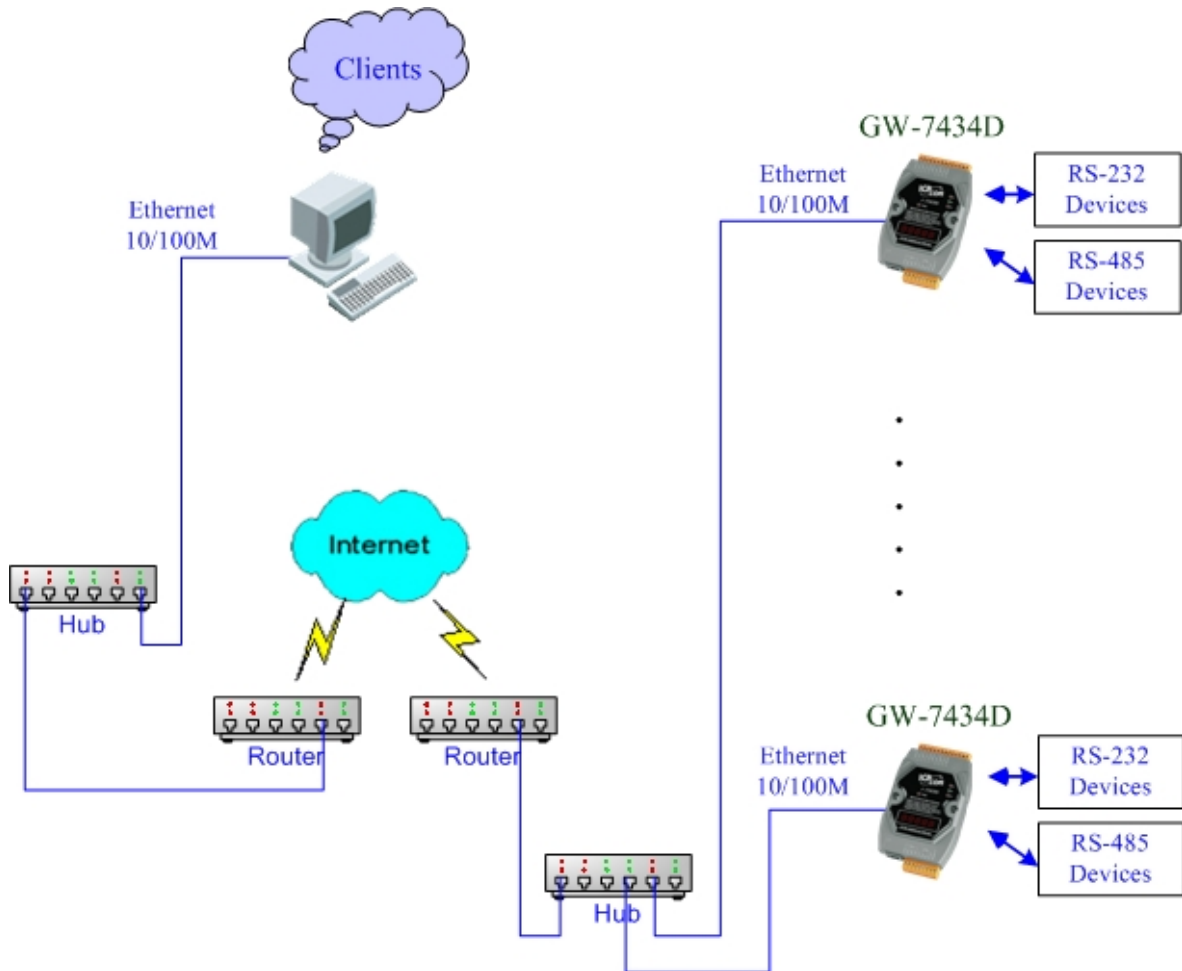 Clients
Ethernet
10/100M
GW-7434D
Ethernet
10/100M
RS-232
Devices
RS-485
Devices
Internet
Hub
Router
Router
GW-7434D
Ethernet
10/100M
RS-232
Devices
RS-485
Devices
Hub